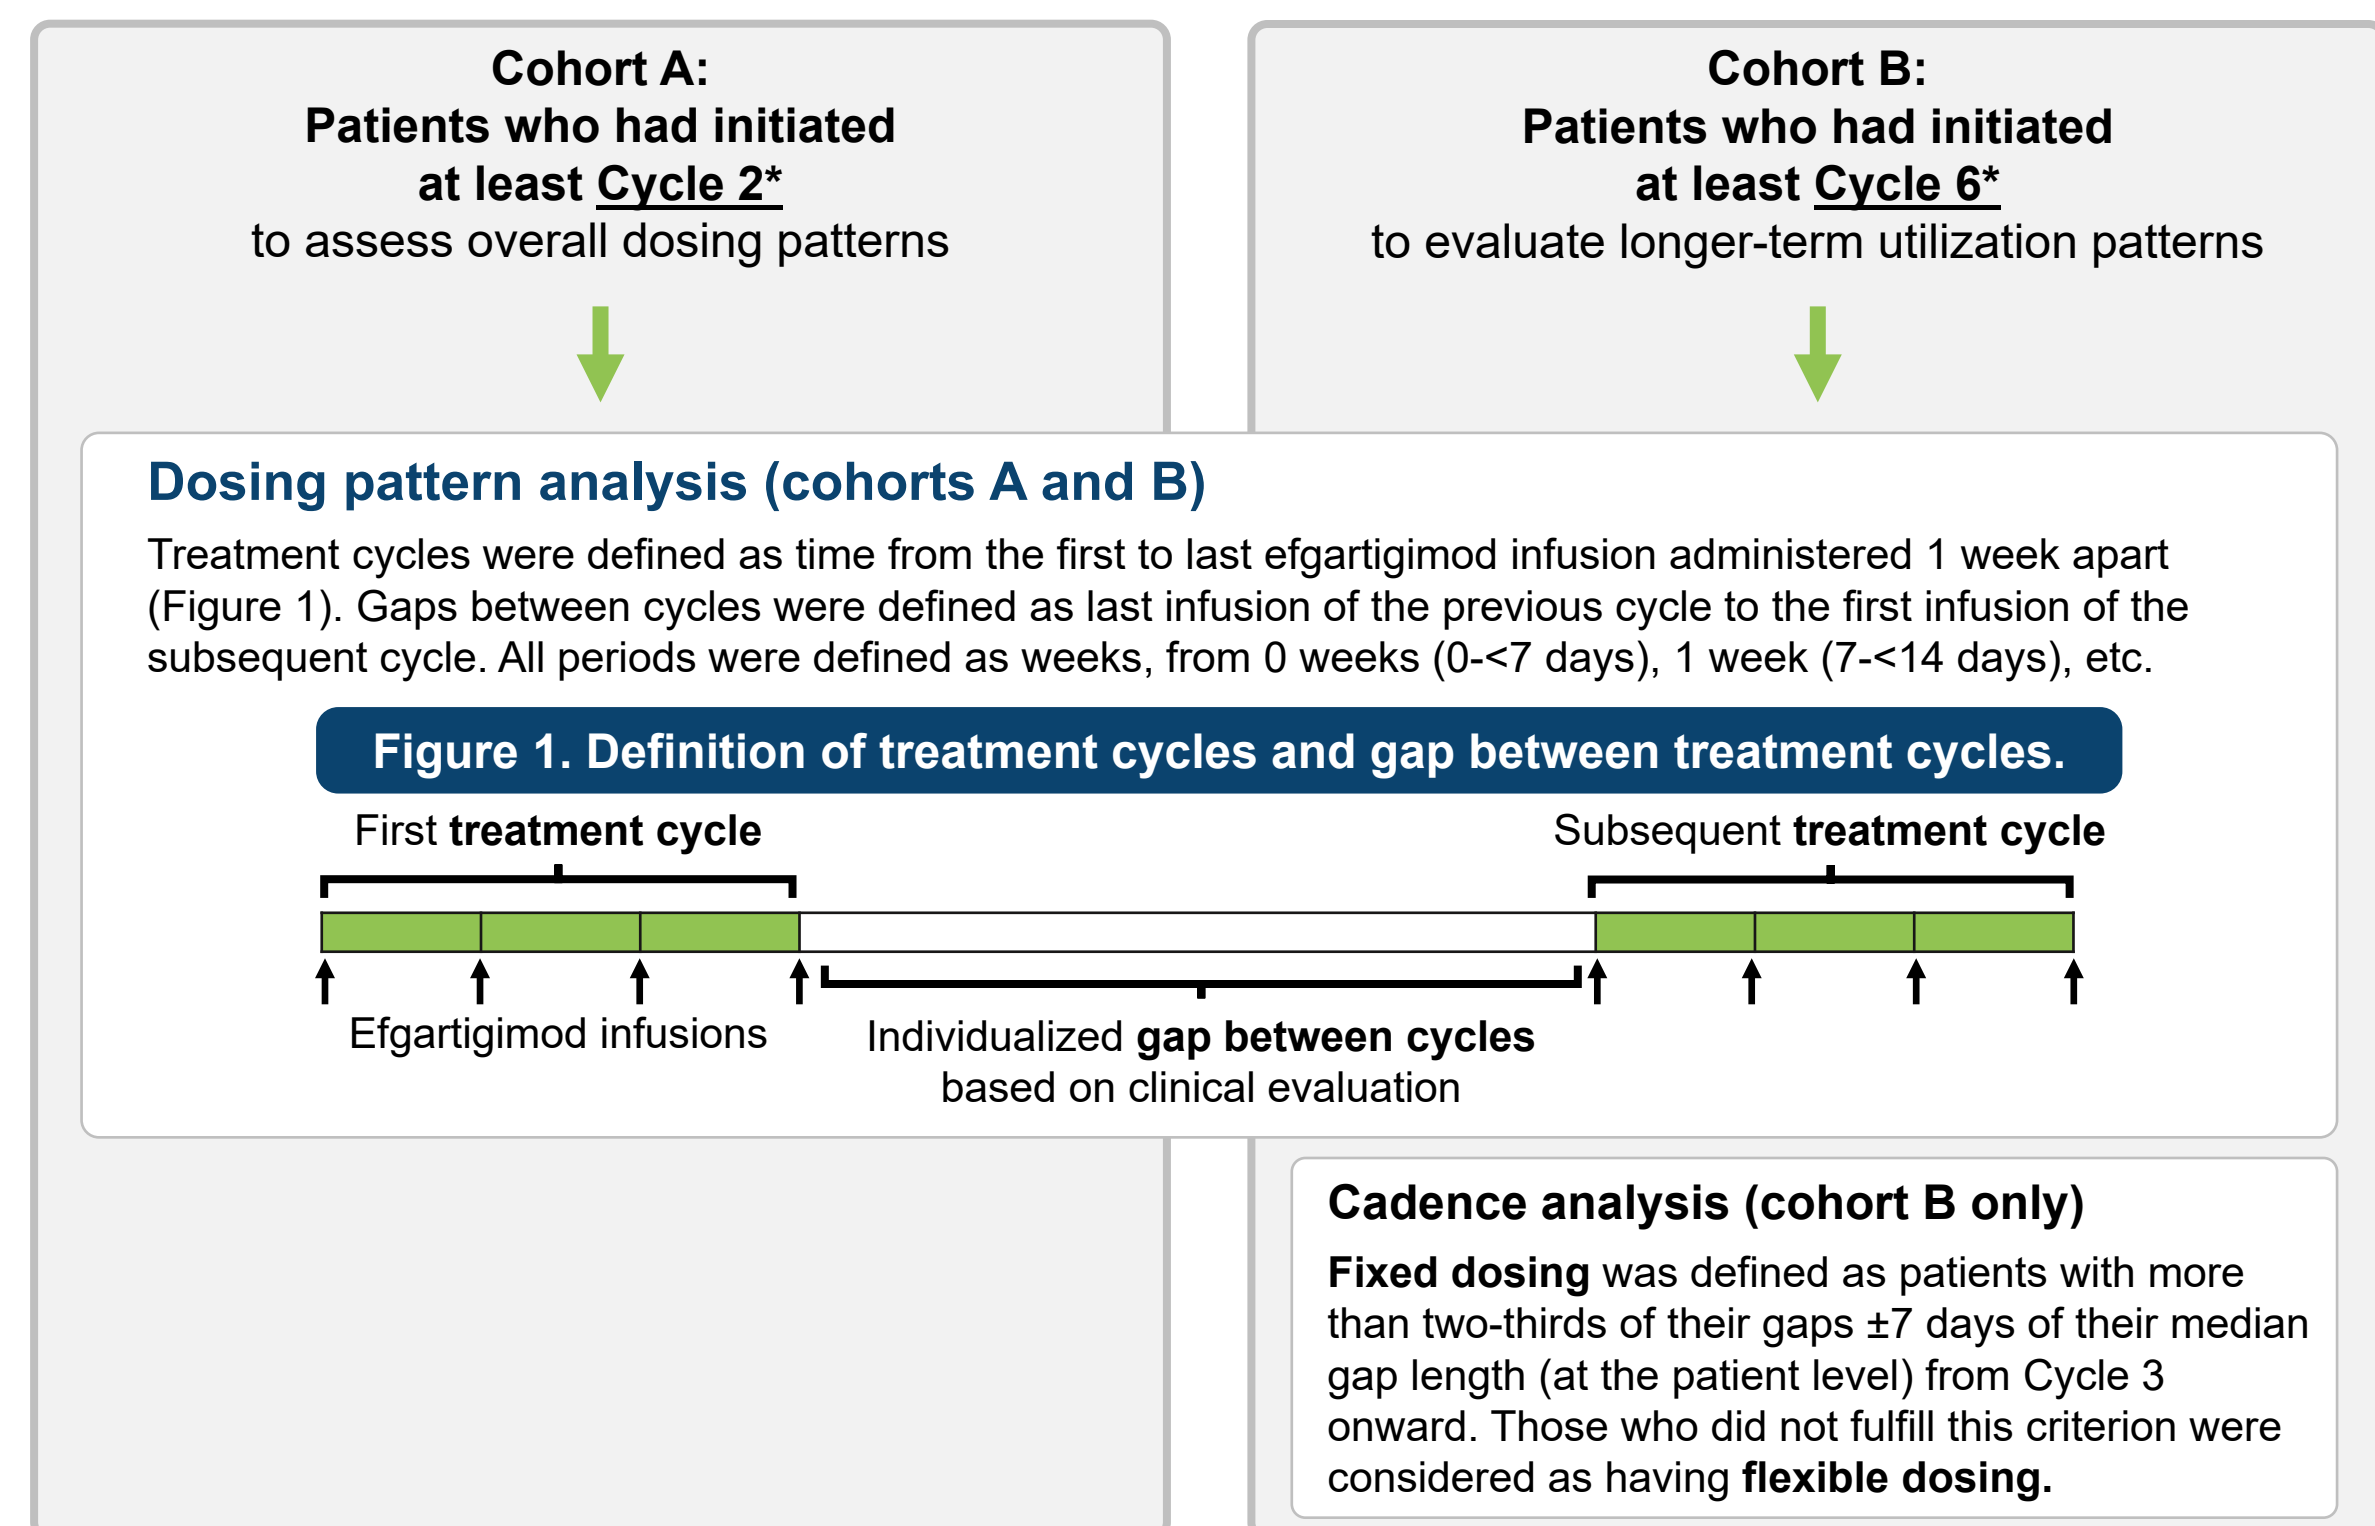 Cohort A:
Patients who had initiated
at least Cycle 2*
to assess overall dosing patterns
Cohort B:
Patients who had initiated
at least Cycle 6*
to evaluate longer-term utilization patterns
Dosing pattern analysis (cohorts A and B)
Treatment cycles were defined as time from the first to last efgartigimod infusion administered 1 week apart
(Figure 1). Gaps between cycles were defined as last infusion of the previous cycle to the first infusion of the
subsequent cycle. All periods were defined as weeks, from 0 weeks (0-<7 days), 1 week (7-<14 days), etc.
Figure 1. Definition of treatment cycles and gap between treatment cycles.
First treatment cycle
Subsequent treatment cycle
Efgartigimod infusions
Individualized gap between cycles
based on clinical evaluation
Cadence analysis (cohort B only)
Fixed dosing was defined as patients with more
than two-thirds of their gaps ±7 days of their median
gap length (at the patient level) from Cycle 3
onward. Those who did not fulfill this criterion were
considered as having flexible dosing.